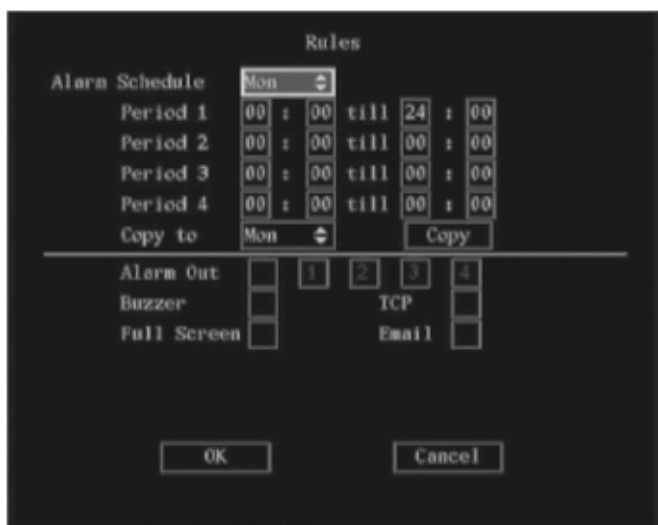 Rules
Alarm Schedule Mon
Period 1 00 : 00 till 24 : 00
Period 2 00 : 00 till 00 : 00
Period 3 00 : 00 till 00 : 00
Period 4 00 : 00 till 00 : 00
Copy to Mon Copy
Alarm Out 1 2 3 4
Buzzer TCP
Full Screen Email
OK Cancel